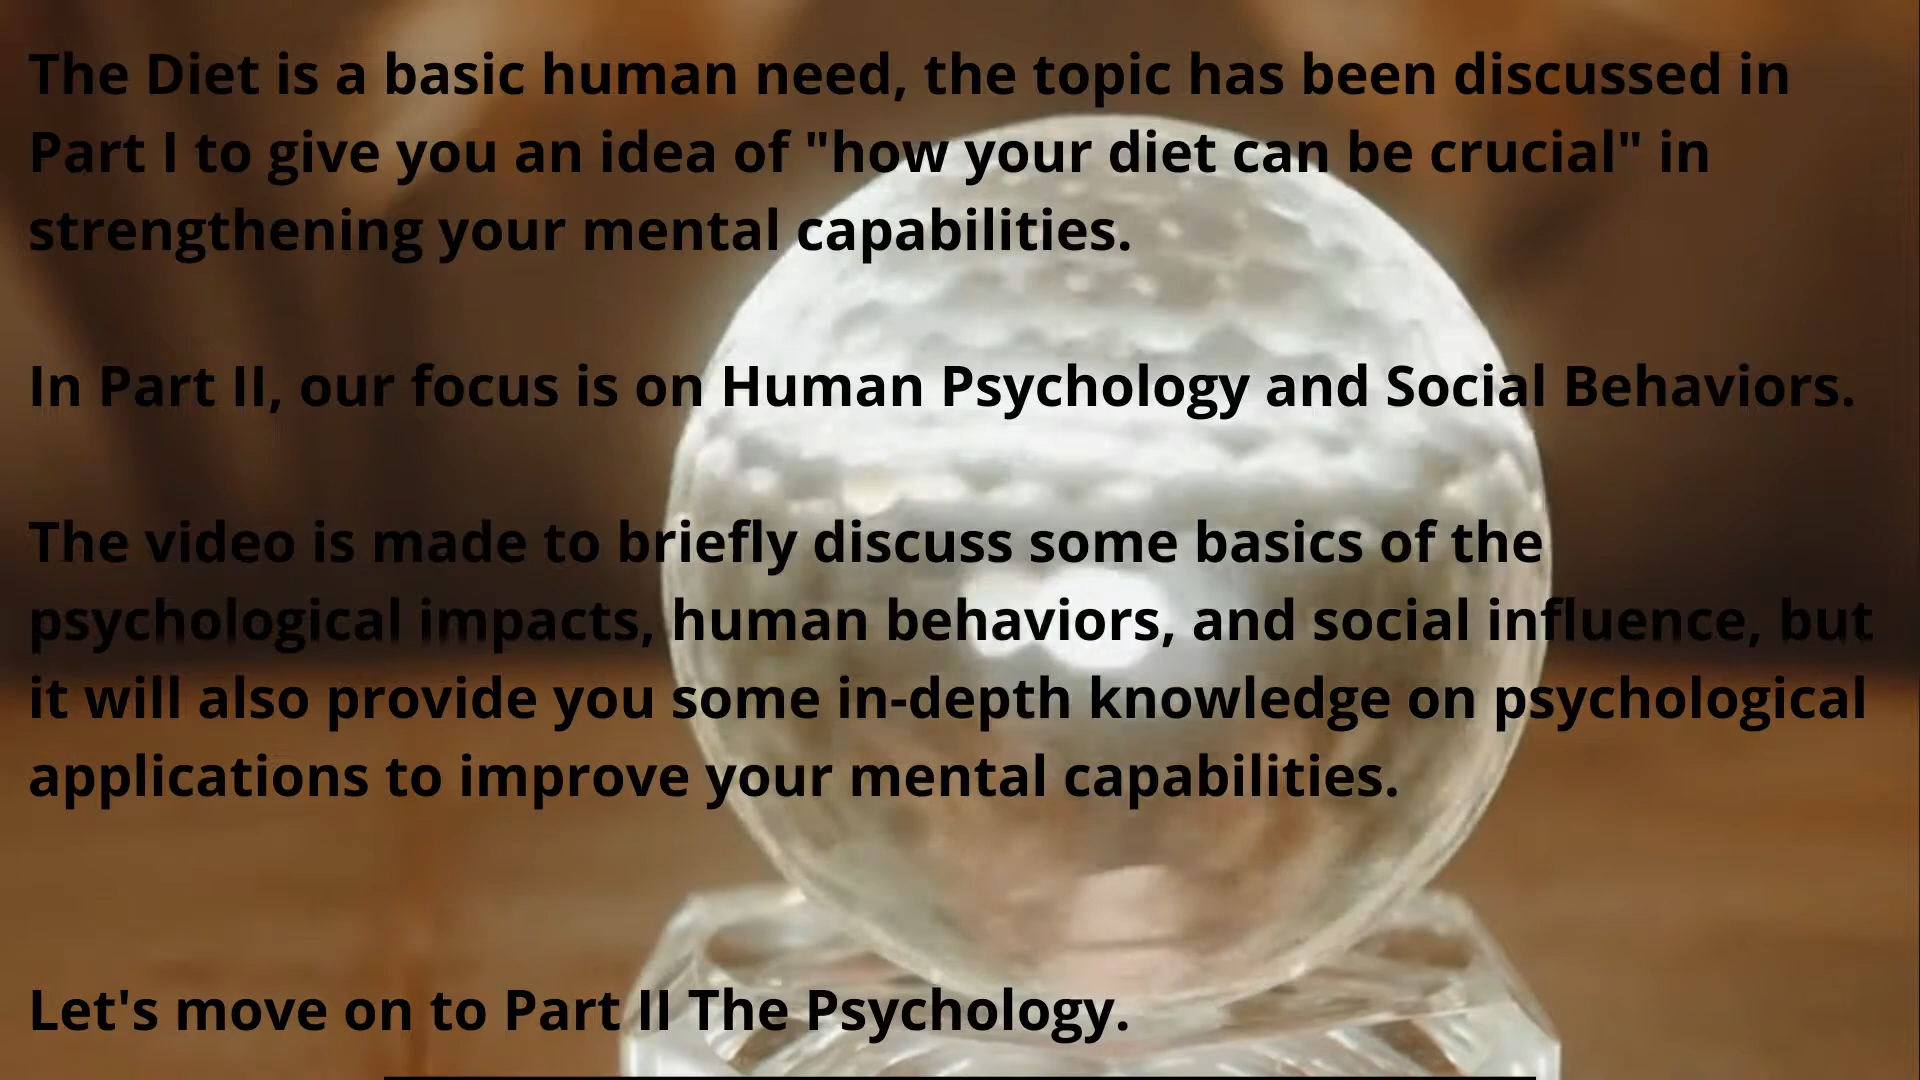 The Diet is a basic human need, the topic has been discussed in
Part I to give you an idea of "how your diet can be crucial" in
strengthening your mental capabilities.
In Part II, our focus is on Human Psychology and Social Behaviors.
The video is made to briefly discuss some basics of the
psychological impacts, human behaviors, and social influence, but
it will also provide you some in-depth knowledge on psychological
applications to improve your mental capabilities.
Let's move on to Part II The Psychology.